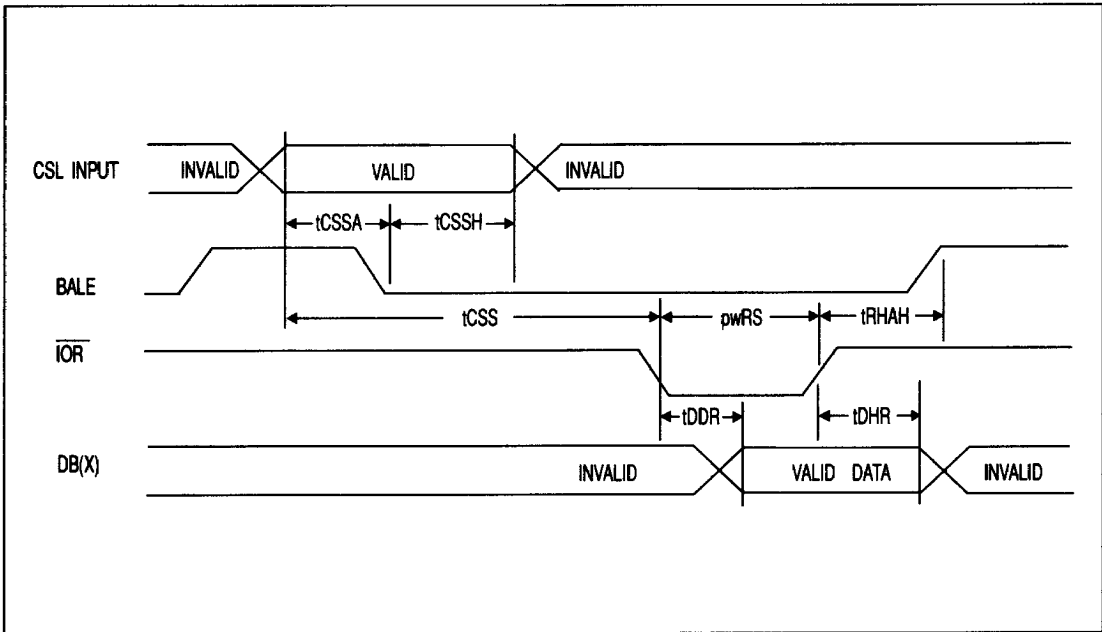 CSL INPUT INVALID VALID INVALID
tCSSA tCSSH
BALE
tCSS pwRS tRHAH
IOR
tDDR tDHR
DB(X) INVALID VALID DATA INVALID